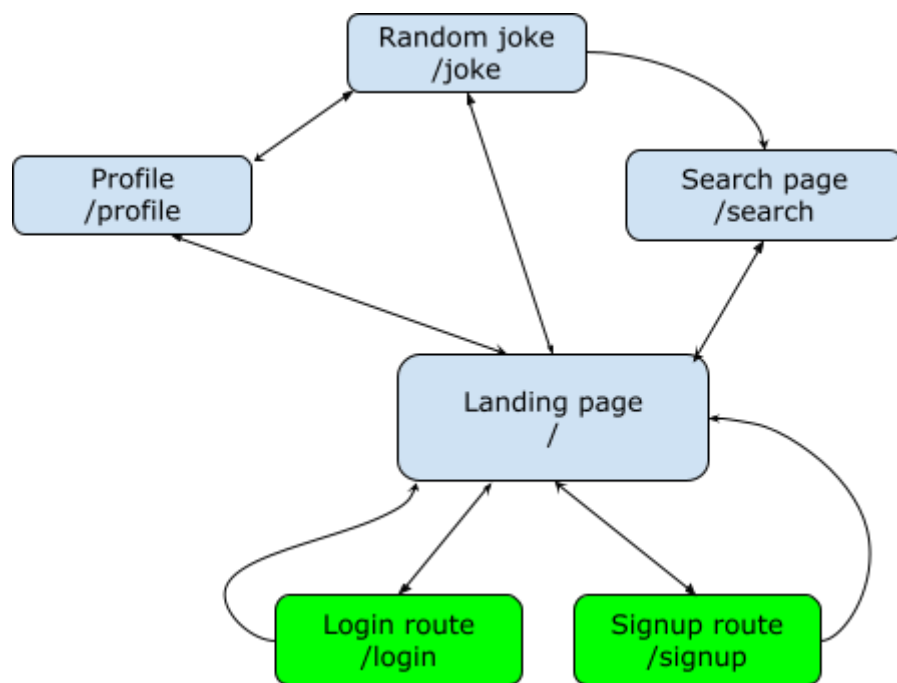 Random joke
/joke
Profile
/profile
Search page
/search
Landing page
/
Login route
/login
Signup route
/signup